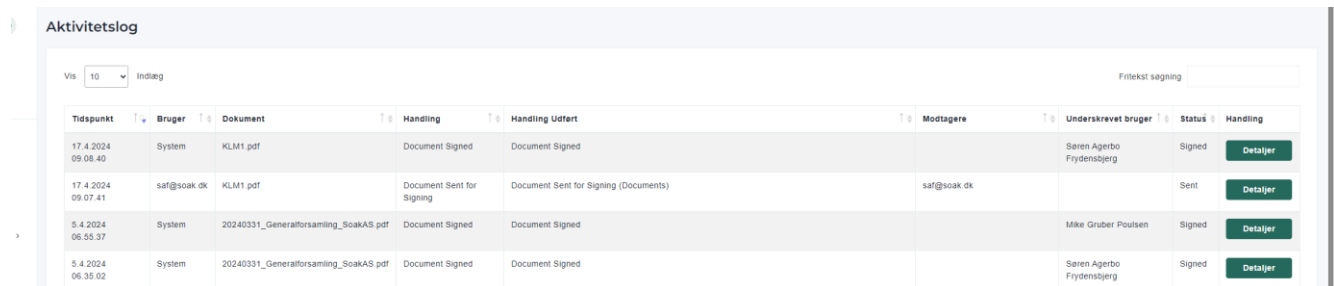 Aktivitetslog
Vis 10 Indlæg
Fritekst søgning
Tidspunkt Bruger Dokument Handling Handling Udført Modtagere Underskrevet bruger Status Handling
17.4.2024 System KLM1.pdf Document Signed Document Signed Søren Agerbo Signed Detaljer
09.08.40 Frydensbjerg
17.4.2024 saf@soak.dk KLM1.pdf Document Sent for Document Sent for Signing (Documents) saf@soak.dk Sent Detaljer
09.07.41 Signing
5.4.2024 System 20240331_Generalforsamling_SoakAS.pdf Document Signed Document Signed Mike Gruber Poulsen Signed Detaljer
06.55.37
5.4.2024 System 20240331_Generalforsamling_SoakAS.pdf Document Signed Document Signed Søren Agerbo Signed Detaljer
06.35.02 Frydensbjerg